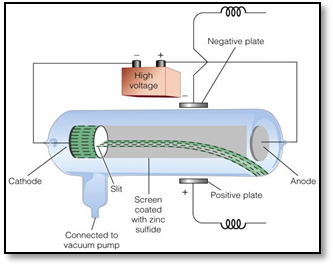 Negative plate
− +
High
voltage
−
Cathode
Slit
Screen
coated
with zinc
sulfide
+
Positive plate
Anode
Connected to
vacuum pump